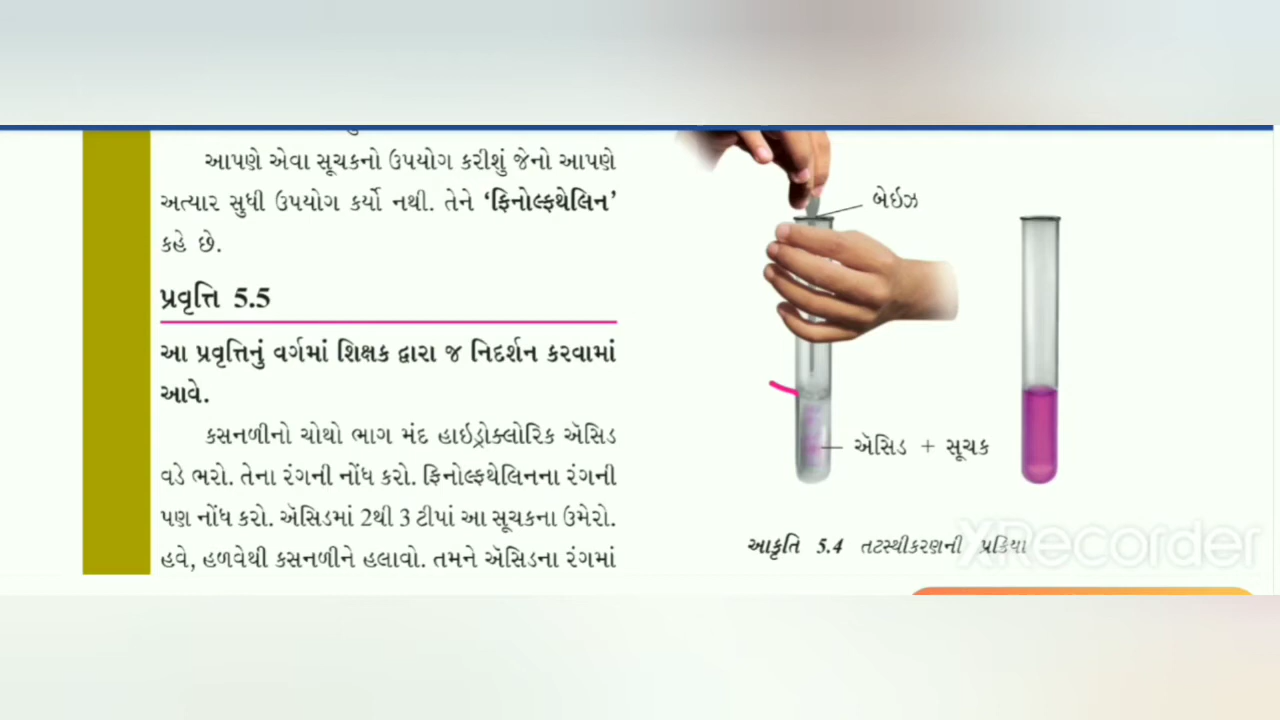 આપણે એવા સૂચકનો ઉપયોગ કરીશું જેનો આપણે
અત્યાર સુધી ઉપયોગ કર્યો નથી. તેને ‘ફિનોલ્ફથેલિન’
કહે છે.
પ્રવૃત્તિ 5.5
આ પ્રવૃત્તિનું વર્ગમાં શિક્ષક દ્વારા જ નિદર્શન કરવામાં
આવે.
કસનળીનો ચોથો ભાગ મંદ હાઇડ્રોક્લોરિક ઍસિડ
વડે ભરો. તેના રંગની નોંધ કરો. ફિનોલ્ફથેલિનના રંગની
પણ નોંધ કરો. ઍસિડમાં 2થી 3 ટીપાં આ સૂચકના ઉમેરો.
હવે, હળવેથી કસનળીને હલાવો. તમને ઍસિડના રંગમાં
બેઇઝ
ઍસિડ + સૂચક
આકૃતિ 5.4 તટસ્થીકરણની પ્રક્રિયા
XRecorder